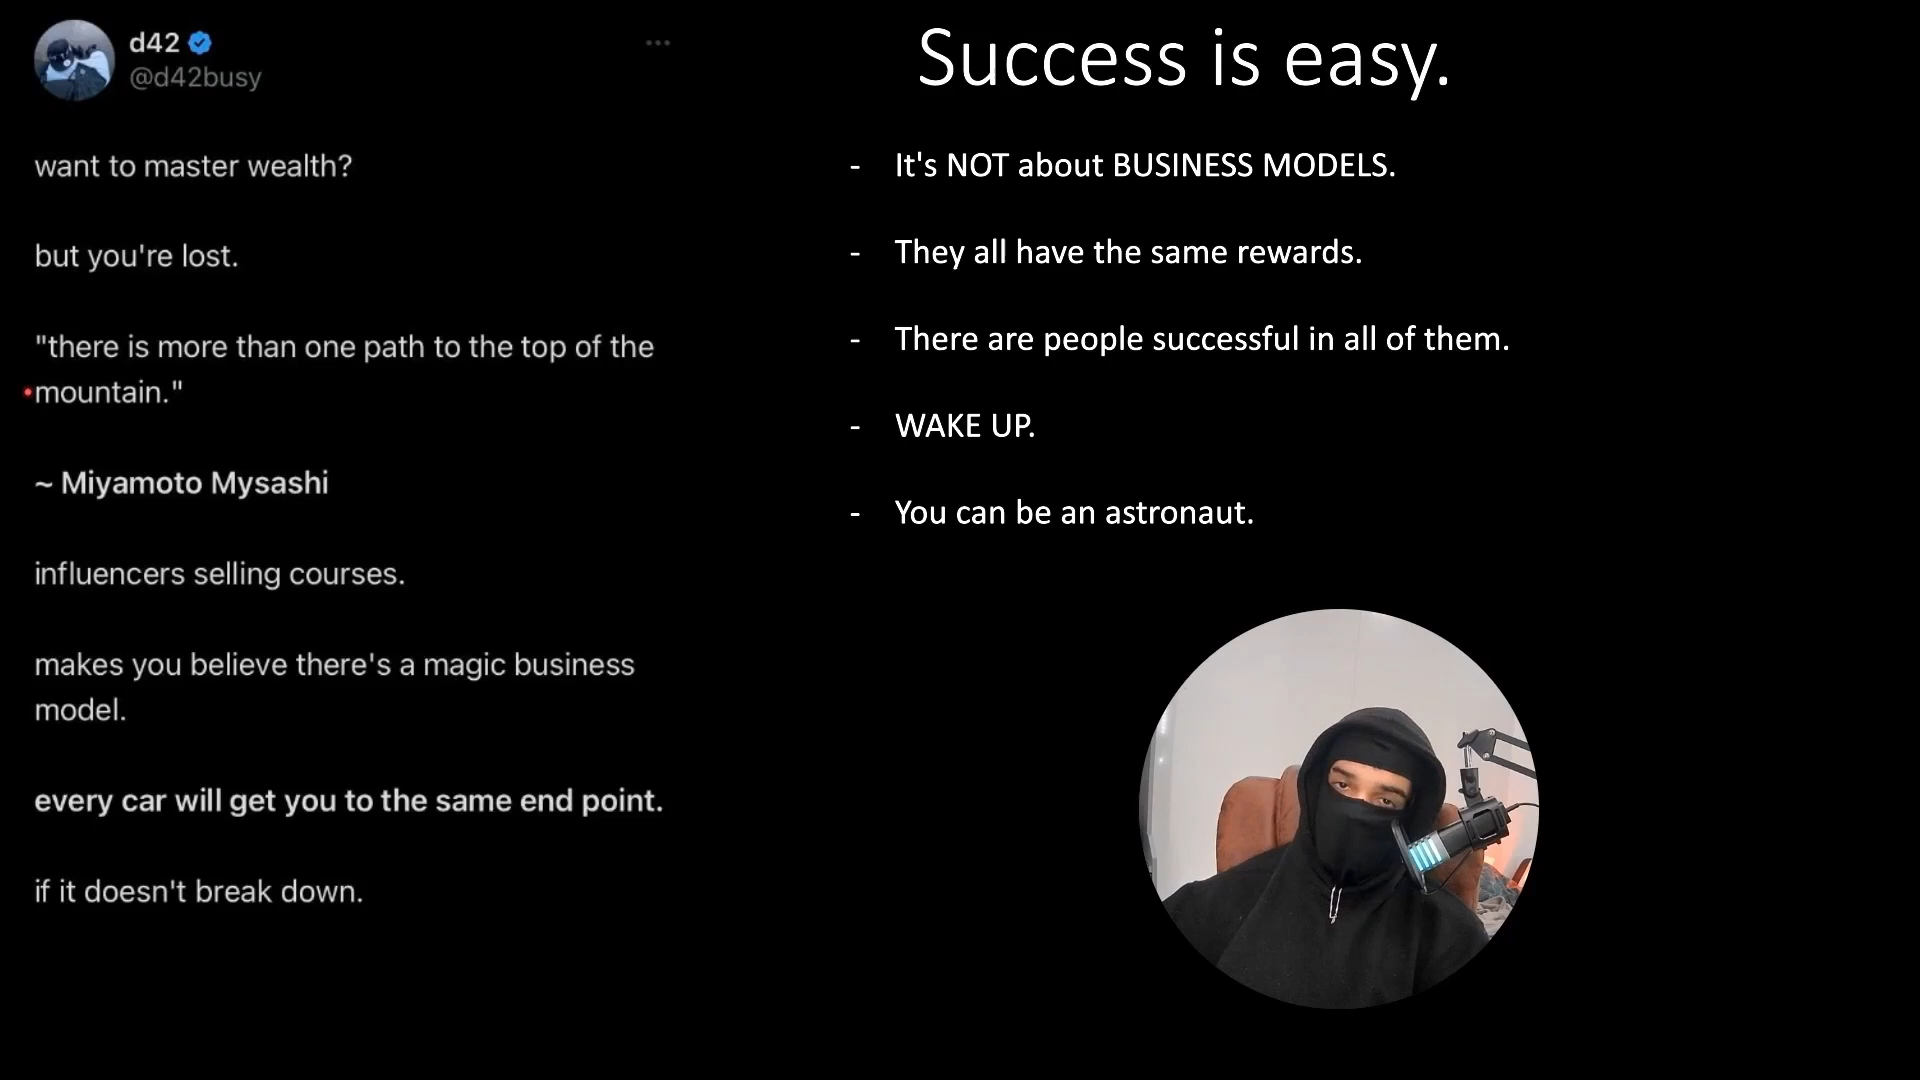 d42
@d42busy
want to master wealth?
but you're lost.
"there is more than one path to the top of the
mountain."
~ Miyamoto Mysashi
influencers selling courses.
makes you believe there's a magic business
model.
every car will get you to the same end point.
if it doesn't break down.
Success is easy.
- It's NOT about BUSINESS MODELS.
- They all have the same rewards.
- There are people successful in all of them.
- WAKE UP.
- You can be an astronaut.